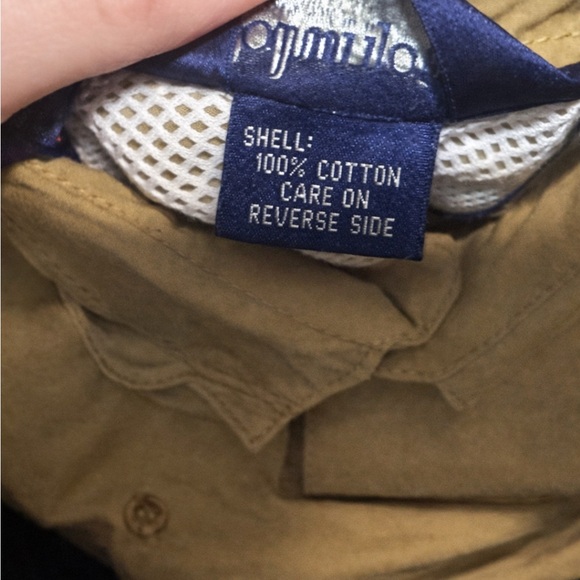 SHELL:
100% COTTON
CARE ON
REVERSE SIDE